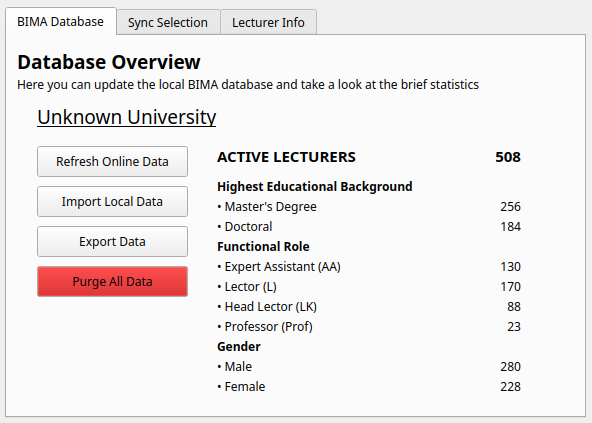 BIMA Database
Sync Selection
Lecturer Info
Database Overview
Here you can update the local BIMA database and take a look at the brief statistics
Unknown University
Refresh Online Data
Import Local Data
Export Data
Purge All Data
ACTIVE LECTURERS 508
Highest Educational Background
• Master's Degree 256
• Doctoral 184
Functional Role
• Expert Assistant (AA) 130
• Lector (L) 170
• Head Lector (LK) 88
• Professor (Prof) 23
Gender
• Male 280
• Female 228